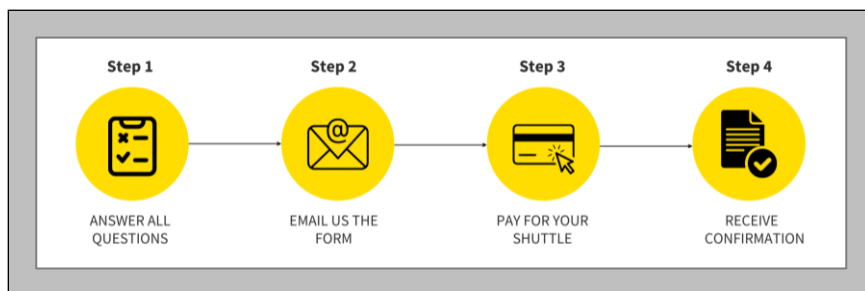 Step 1
Step 2
Step 3
Step 4
@
ANSWER ALL
QUESTIONS
EMAIL US THE
FORM
PAY FOR YOUR
SHUTTLE
RECEIVE
CONFIRMATION